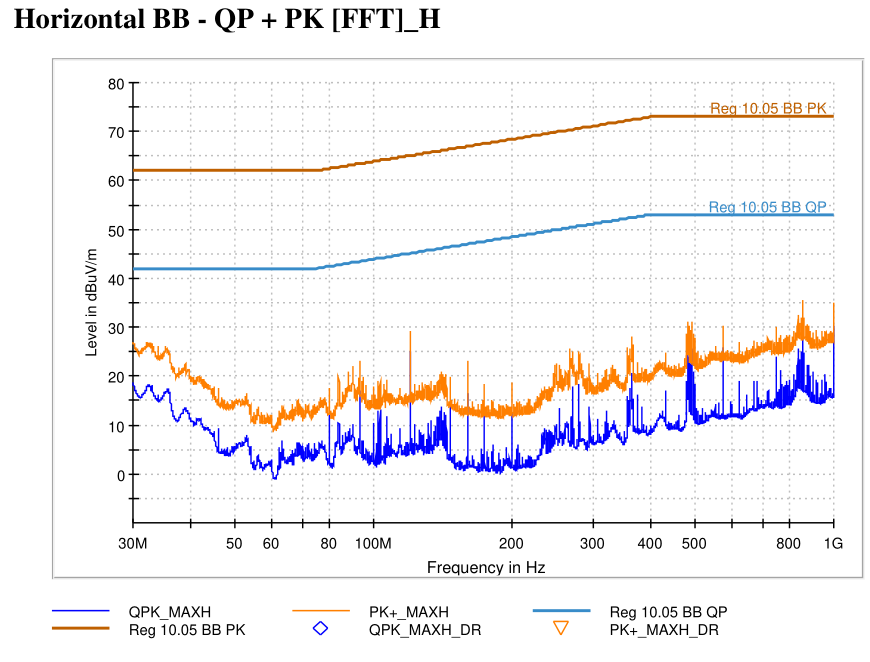 Horizontal BB - QP + PK [FFT]_H
80
70
60
50
40
30
20
10
0
Level in dBuV/m
Reg 10.05 BB PK
Reg 10.05 BB QP
30M 50 60 80 100M 200 300 400 500 800 1G
Frequency in Hz
QPK_MAXH PK+_MAXH Reg 10.05 BB QP
Reg 10.05 BB PK QPK_MAXH_DR PK+_MAXH_DR